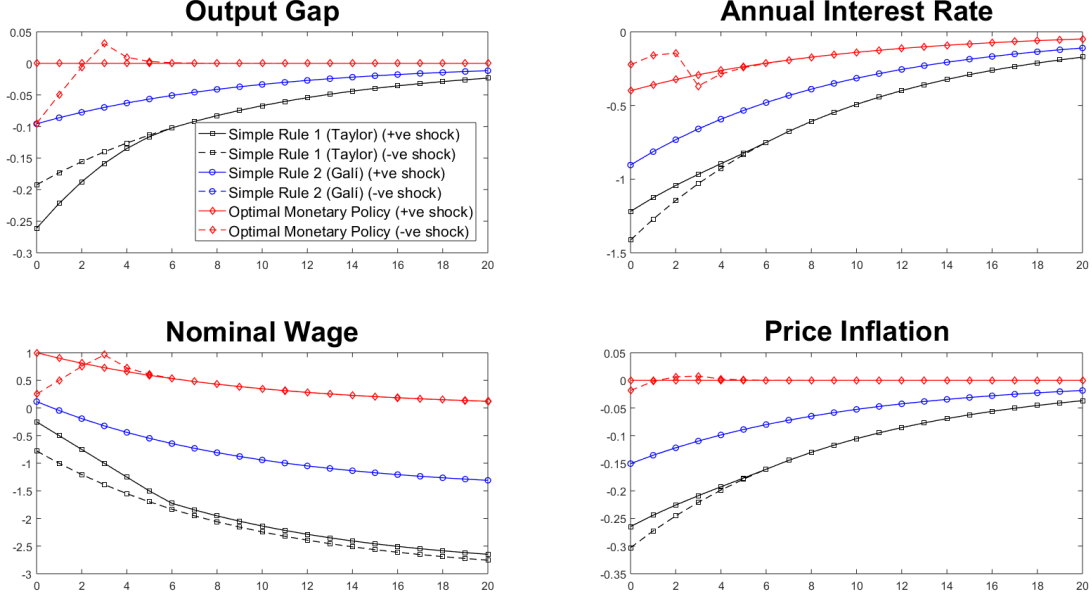 Output Gap
0.05
0
-0.05
-0.1
-0.15
-0.2
-0.25
-0.3
0 2 4 6 8 10 12 14 16 18 20
Simple Rule 1 (Taylor) (+ve shock)
Simple Rule 1 (Taylor) (-ve shock)
Simple Rule 2 (Galí) (+ve shock)
Simple Rule 2 (Galí) (-ve shock)
Optimal Monetary Policy (+ve shock)
Optimal Monetary Policy (-ve shock)
Annual Interest Rate
0
-0.5
-1
-1.5
0 2 4 6 8 10 12 14 16 18 20
Nominal Wage
1
0.5
0
-0.5
-1
-1.5
-2
-2.5
-3
0 2 4 6 8 10 12 14 16 18 20
Price Inflation
0.05
0
-0.05
-0.1
-0.15
-0.2
-0.25
-0.3
-0.35
0 2 4 6 8 10 12 14 16 18 20